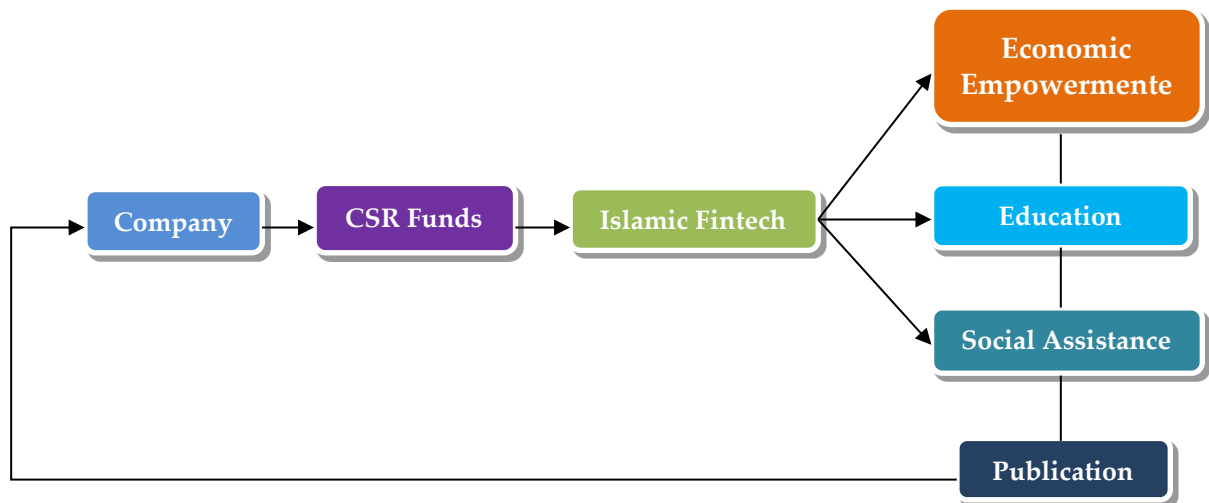 Economic
Empowermente
Company
CSR Funds
Islamic Fintech
Education
Social Assistance
Publication